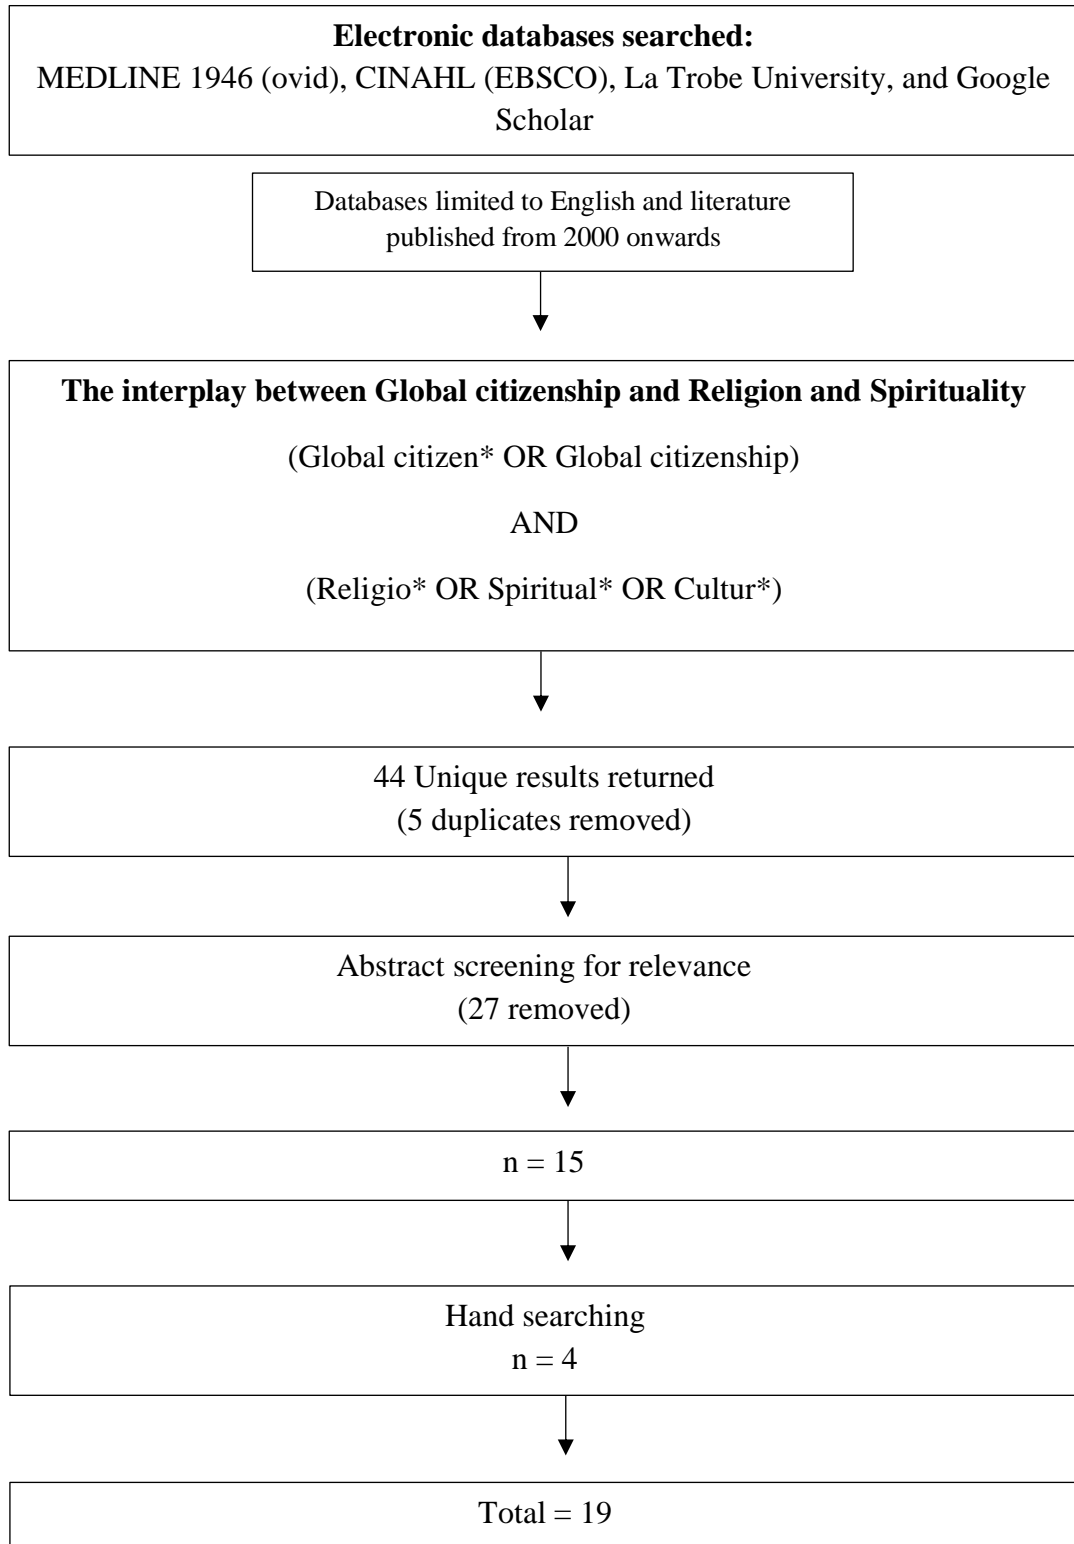 Electronic databases searched:
MEDLINE 1946 (ovid), CINAHL (EBSCO), La Trobe University, and Google
Scholar
Databases limited to English and literature
published from 2000 onwards
The interplay between Global citizenship and Religion and Spirituality
(Global citizen* OR Global citizenship)
AND
(Religio* OR Spiritual* OR Cultur*)
44 Unique results returned
(5 duplicates removed)
Abstract screening for relevance
(27 removed)
n = 15
Hand searching
n = 4
Total = 19